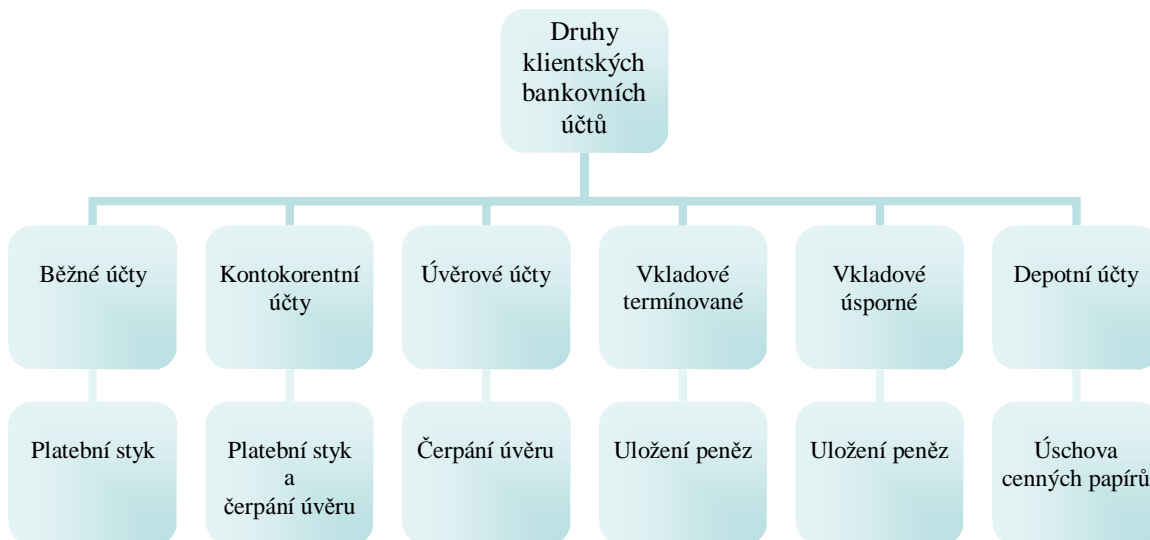 Druhy
klientských
bankovních
účtů
Běžné účty
Kontokorentní
účty
Úvěrové účty
Vkladové
termínované
Vkladové
úsporné
Depotní účty
Platební styk
Platební styk
a
čerpání úvěru
Čerpání úvěru
Uložení peněz
Uložení peněz
Úschova
cenných papírů